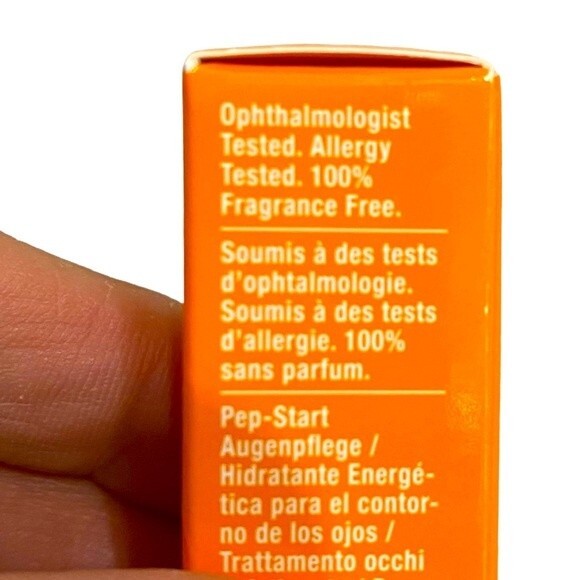 Ophthalmologist
Tested. Allergy
Tested. 100%
Fragrance Free.
Soumis à des tests
d'ophtalmologie.
Soumis à des tests
d'allergie. 100%
sans parfum.
Pep-Start
Augenpflege /
Hidratante Energé-
tica para el contor-
no de los ojos /
Trattamento occhi